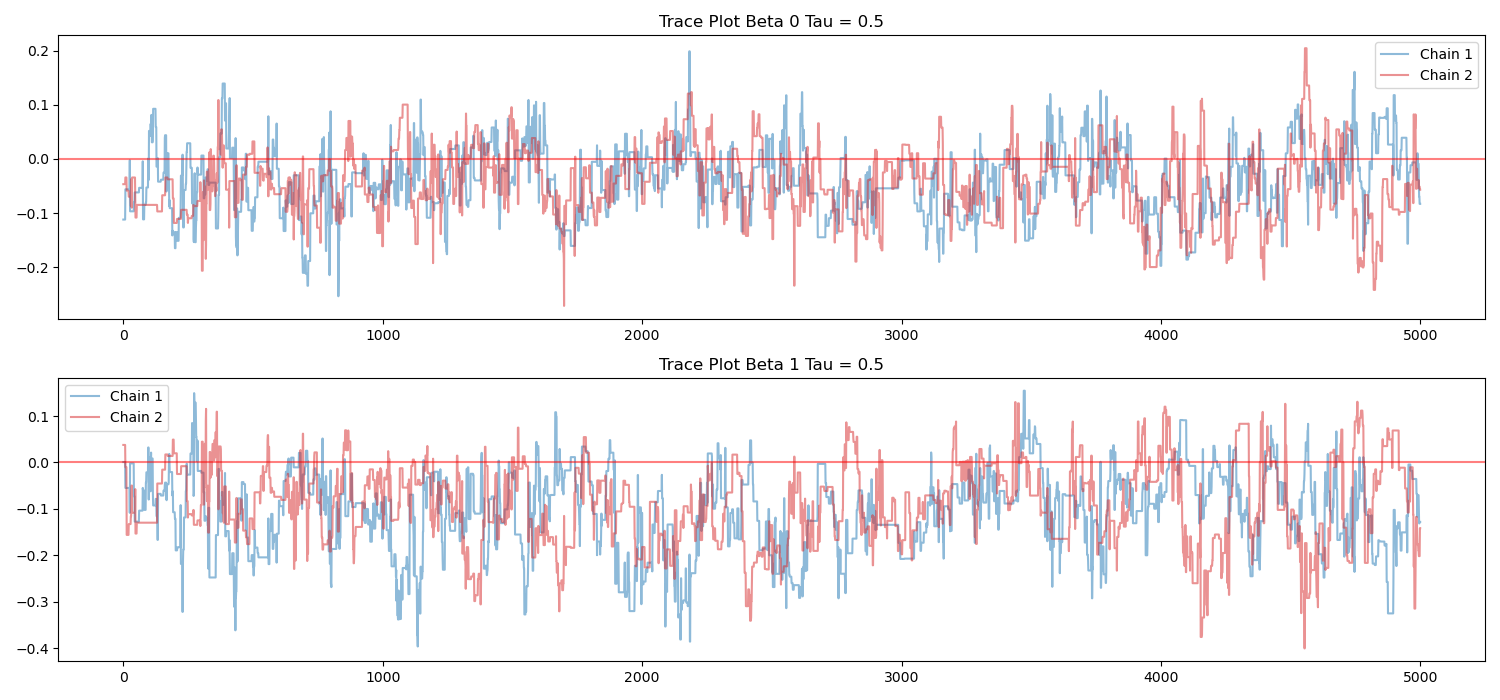 Trace Plot Beta 0 Tau = 0.5
0.2
0.1
0.0
−0.1
−0.2
Chain 1
Chain 2
0 1000 2000 3000 4000 5000
Trace Plot Beta 1 Tau = 0.5
Chain 1
Chain 2
0.1
0.0
−0.1
−0.2
−0.3
−0.4
0 1000 2000 3000 4000 5000